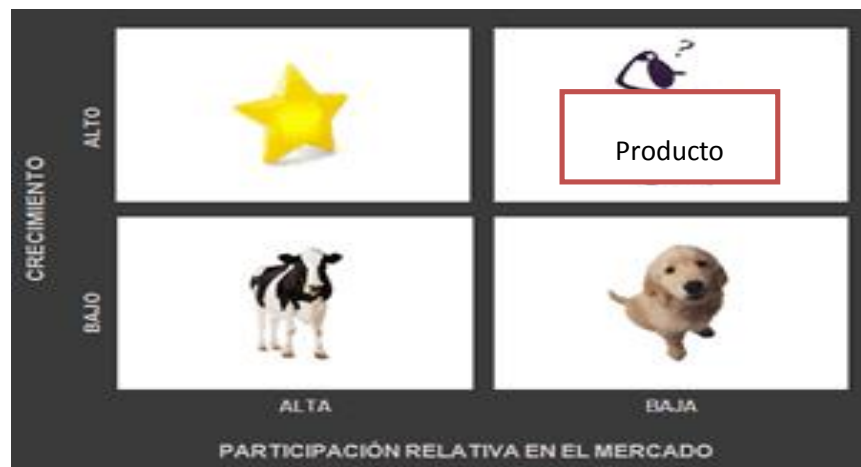 ?
Producto
ALTO
CRECIMIENTO
BAJO
ALTA
BAJA
PARTICIPACIÓN RELATIVA EN EL MERCADO